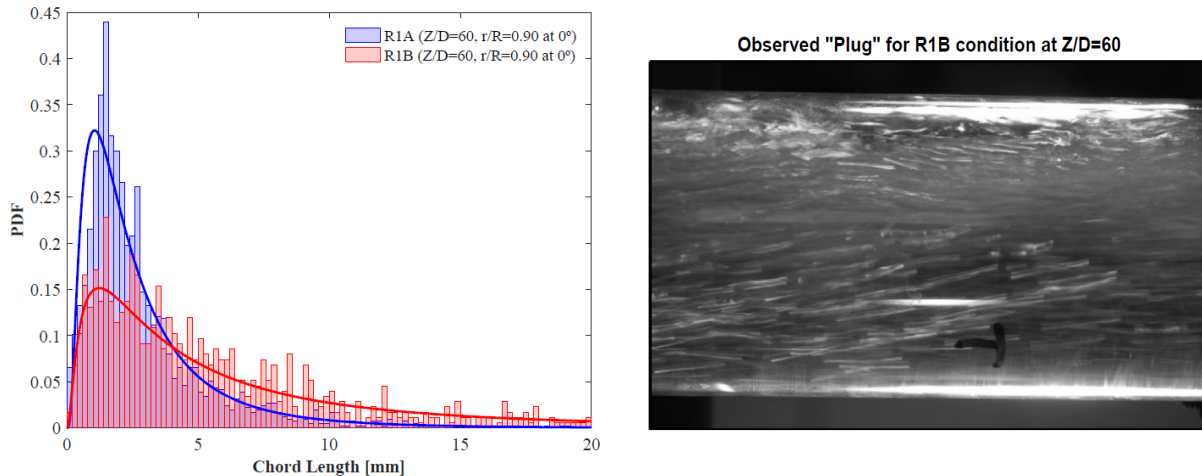 R1A (Z/D=60, r/R=0.90 at 0º)
R1B (Z/D=60, r/R=0.90 at 0º)
0.45
0.4
0.35
0.3
0.25
0.2
0.15
0.1
0.05
0
PDF
0 5 10 15 20
Chord Length [mm]
Observed "Plug" for R1B condition at Z/D=60